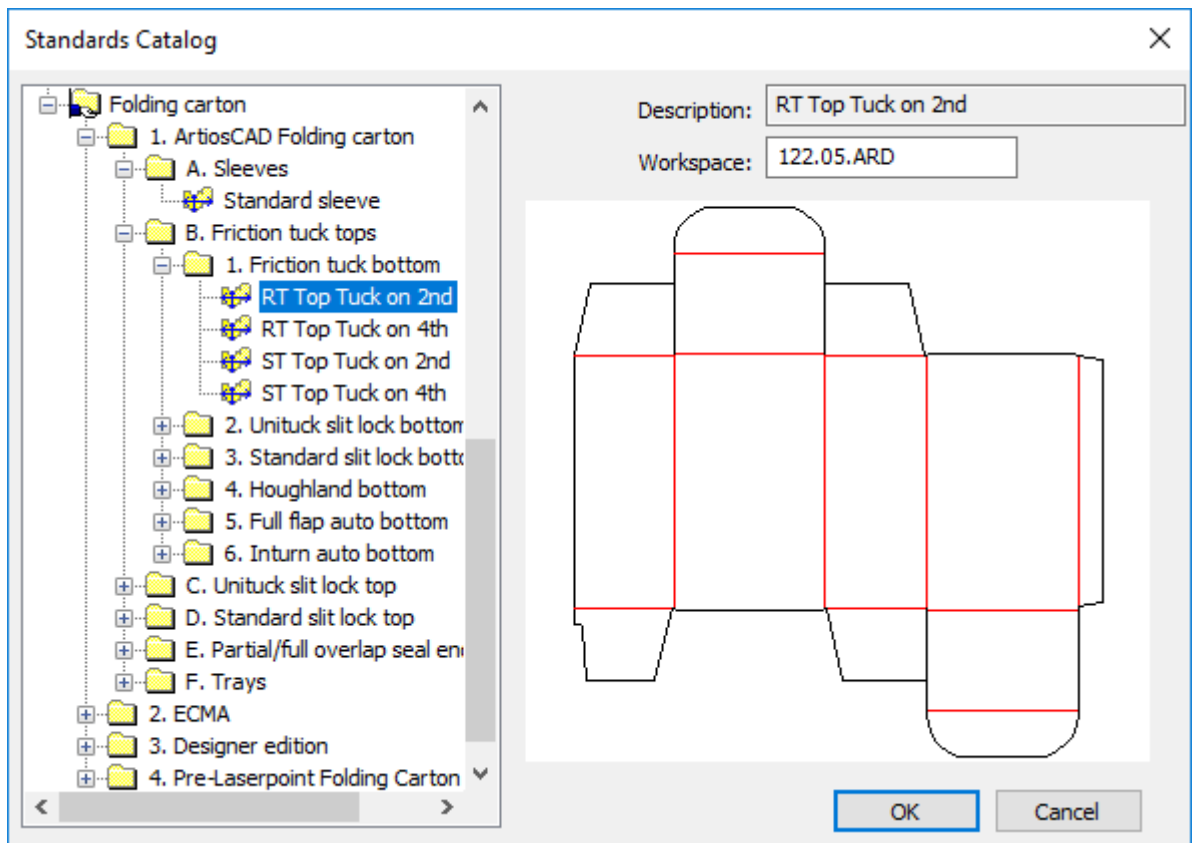 Standards Catalog
Folding carton
1. ArtiosCAD Folding carton
A. Sleeves
Standard sleeve
B. Friction tuck tops
1. Friction tuck bottom
RT Top Tuck on 2nd
RT Top Tuck on 4th
ST Top Tuck on 2nd
ST Top Tuck on 4th
2. Unituck slit lock bottom
3. Standard slit lock botto
4. Houghland bottom
5. Full flap auto bottom
6. Inturn auto bottom
C. Unituck slit lock top
D. Standard slit lock top
E. Partial/full overlap seal en
F. Trays
2. ECMA
3. Designer edition
4. Pre-Laserpoint Folding Carton
Description: RT Top Tuck on 2nd
Workspace: 122.05.ARD
OK Cancel